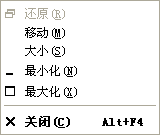 还原(R)
移动(M)
大小(S)
最小化(N)
最大化(X)
关闭(C) Alt+F4